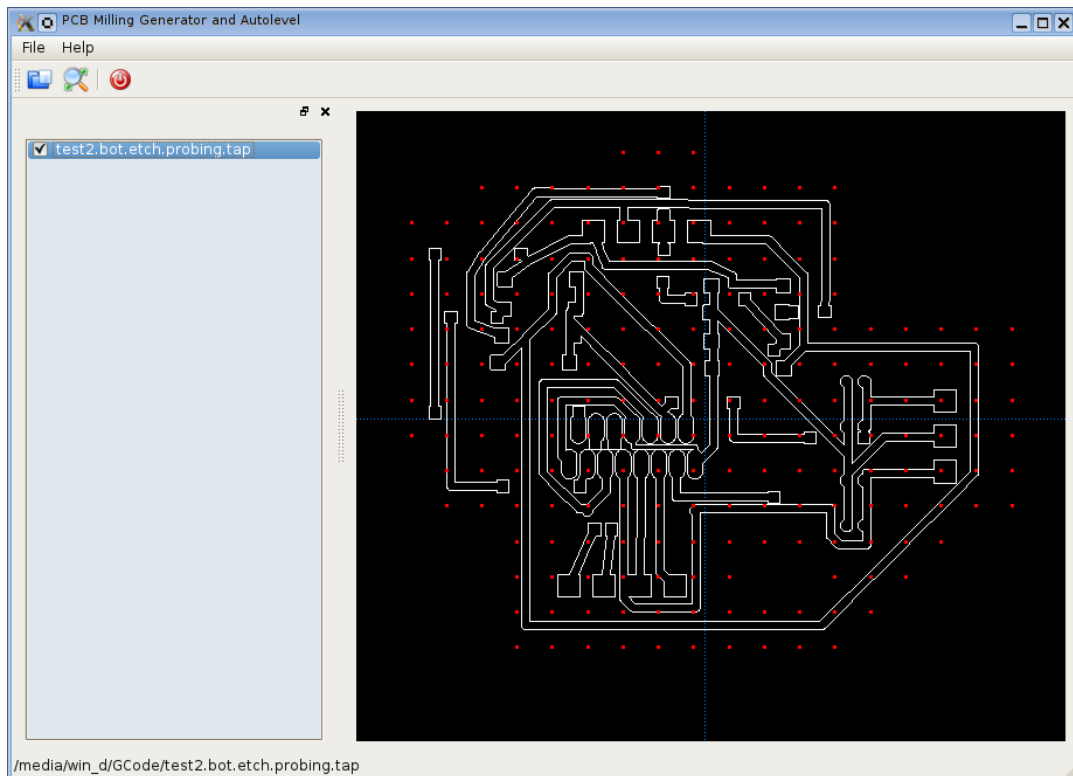 PCB Milling Generator and Autolevel
File Help
test2.bot.etch.probing.tap
/media/win_d/GCode/test2.bot.etch.probing.tap